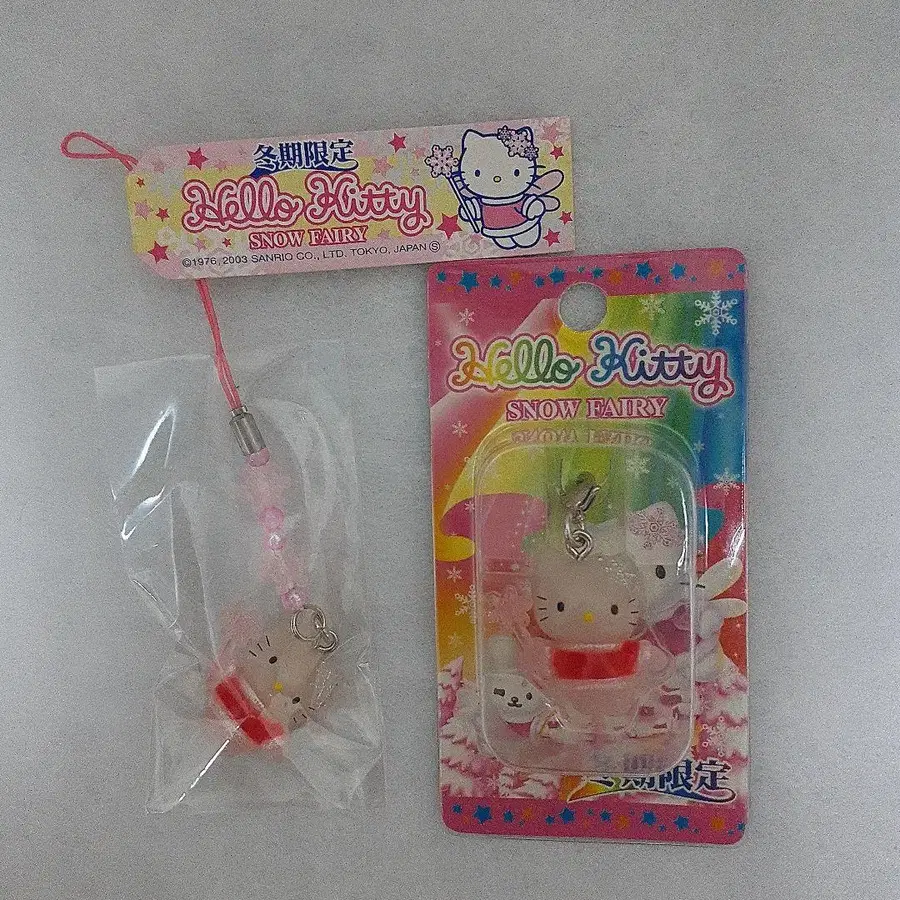 冬期限定
Hello Kitty
SNOW FAIRY
©1976, 2003 SANRIO CO., LTD. TOKYO, JAPAN Ⓢ
Hello Kitty
SNOW FAIRY
冬期限定